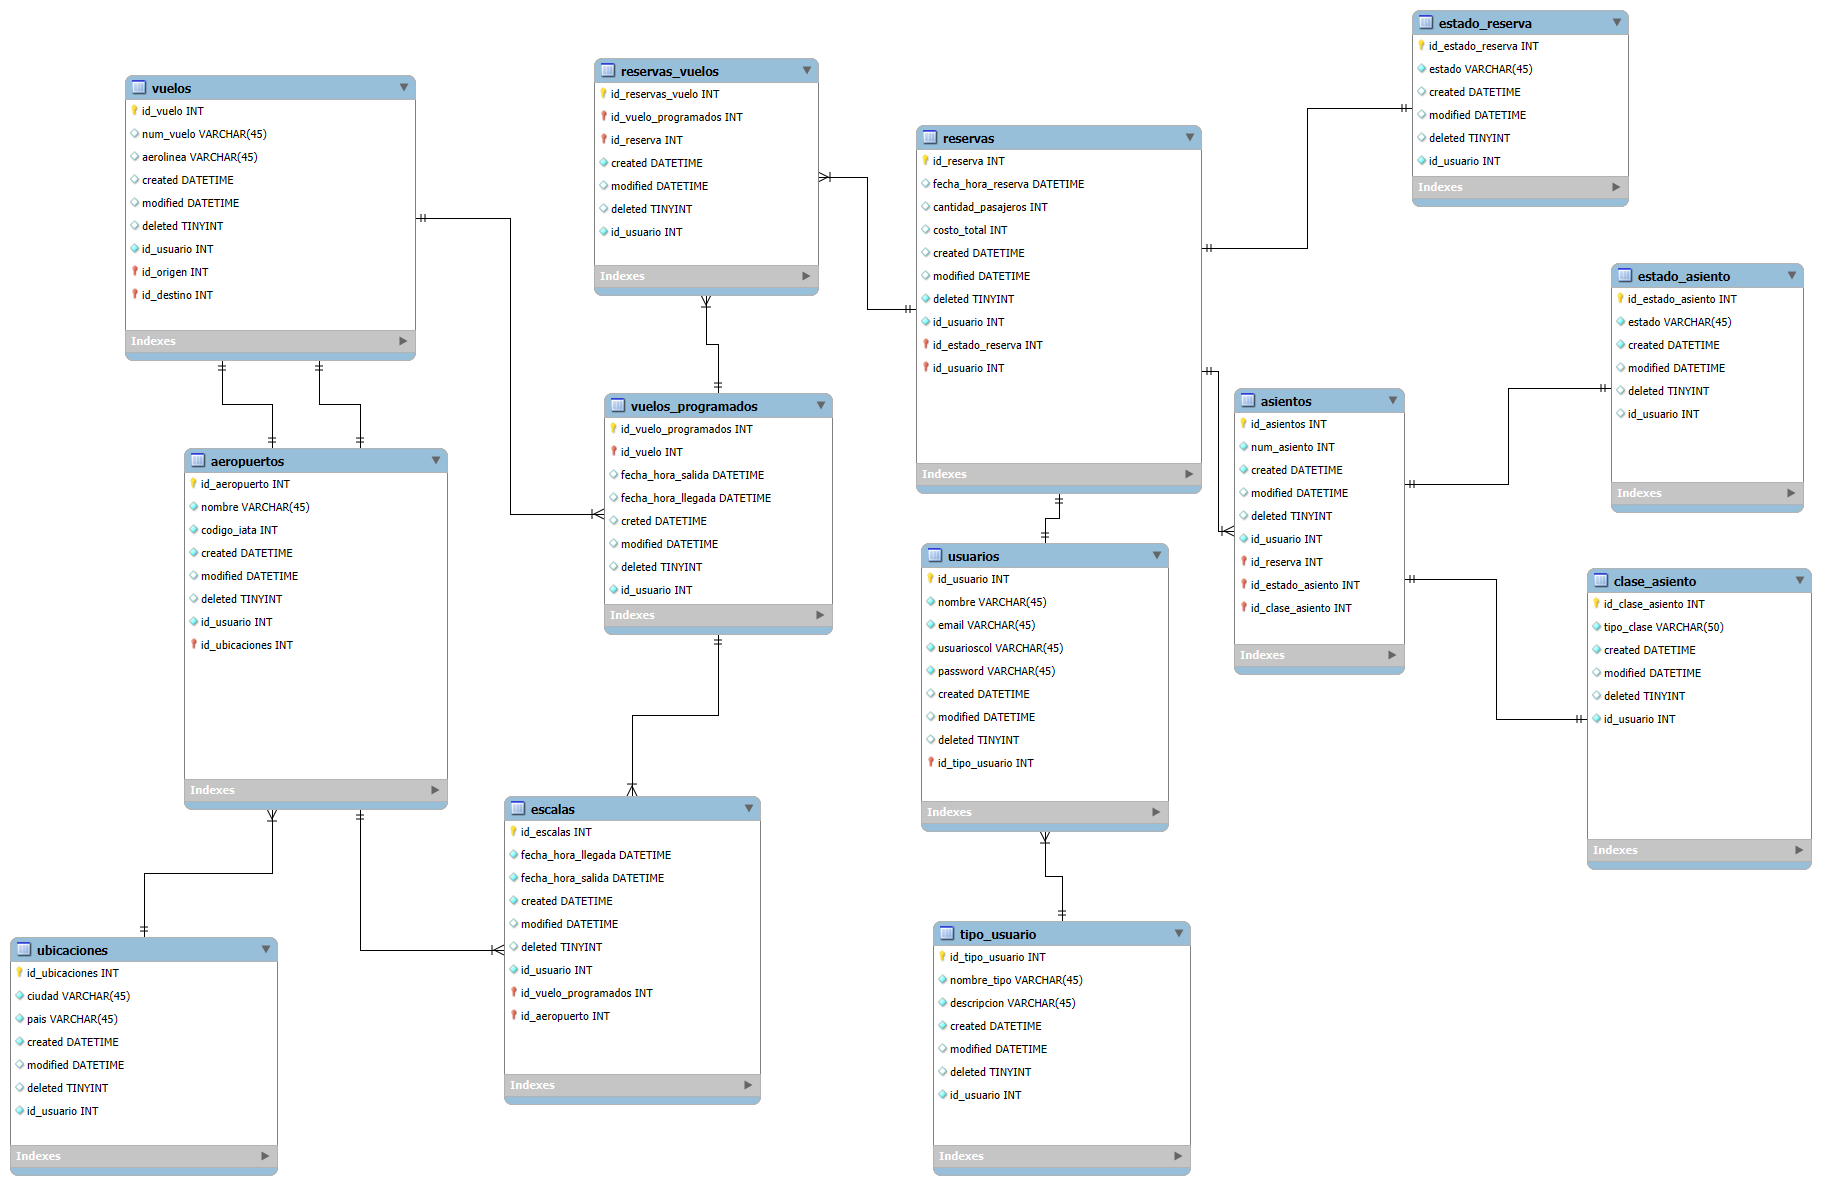 vuelos
id_vuelo INT
num_vuelo VARCHAR(45)
aerolinea VARCHAR(45)
created DATETIME
modified DATETIME
deleted TINYINT
id_usuario INT
id_origen INT
id_destino INT
Indexes
reservas_vuelos
id_reservas_vuelo INT
id_vuelo_programados INT
id_reserva INT
created DATETIME
modified DATETIME
deleted TINYINT
id_usuario INT
Indexes
reservas
id_reserva INT
fecha_hora_reserva DATETIME
cantidad_pasajeros INT
costo_total INT
created DATETIME
modified DATETIME
deleted TINYINT
id_usuario INT
id_estado_reserva INT
id_usuario INT
Indexes
estado_reserva
id_estado_reserva INT
estado VARCHAR(45)
created DATETIME
modified DATETIME
deleted TINYINT
id_usuario INT
Indexes
estado_asiento
id_estado_asiento INT
estado VARCHAR(45)
created DATETIME
modified DATETIME
deleted TINYINT
id_usuario INT
Indexes
asientos
id_asientos INT
num_asiento INT
created DATETIME
modified DATETIME
deleted TINYINT
id_usuario INT
id_reserva INT
id_estado_asiento INT
id_clase_asiento INT
Indexes
vuelos_programados
id_vuelo_programados INT
id_vuelo INT
fecha_hora_salida DATETIME
fecha_hora_llegada DATETIME
creted DATETIME
modified DATETIME
deleted TINYINT
id_usuario INT
Indexes
aeropuertos
id_aeropuerto INT
nombre VARCHAR(45)
codigo_iata INT
created DATETIME
modified DATETIME
deleted TINYINT
id_usuario INT
id_ubicaciones INT
Indexes
usuarios
id_usuario INT
nombre VARCHAR(45)
email VARCHAR(45)
usuarioscol VARCHAR(45)
password VARCHAR(45)
created DATETIME
modified DATETIME
deleted TINYINT
id_tipo_usuario INT
Indexes
clase_asiento
id_clase_asiento INT
tipo_clase VARCHAR(50)
created DATETIME
modified DATETIME
deleted TINYINT
id_usuario INT
Indexes
escalas
id_escalas INT
fecha_hora_llegada DATETIME
fecha_hora_salida DATETIME
created DATETIME
modified DATETIME
deleted TINYINT
id_usuario INT
id_vuelo_programados INT
id_aeropuerto INT
Indexes
ubicaciones
id_ubicaciones INT
ciudad VARCHAR(45)
pais VARCHAR(45)
created DATETIME
modified DATETIME
deleted TINYINT
id_usuario INT
Indexes
tipo_usuario
id_tipo_usuario INT
nombre_tipo VARCHAR(45)
descripcion VARCHAR(45)
created DATETIME
modified DATETIME
deleted TINYINT
id_usuario INT
Indexes